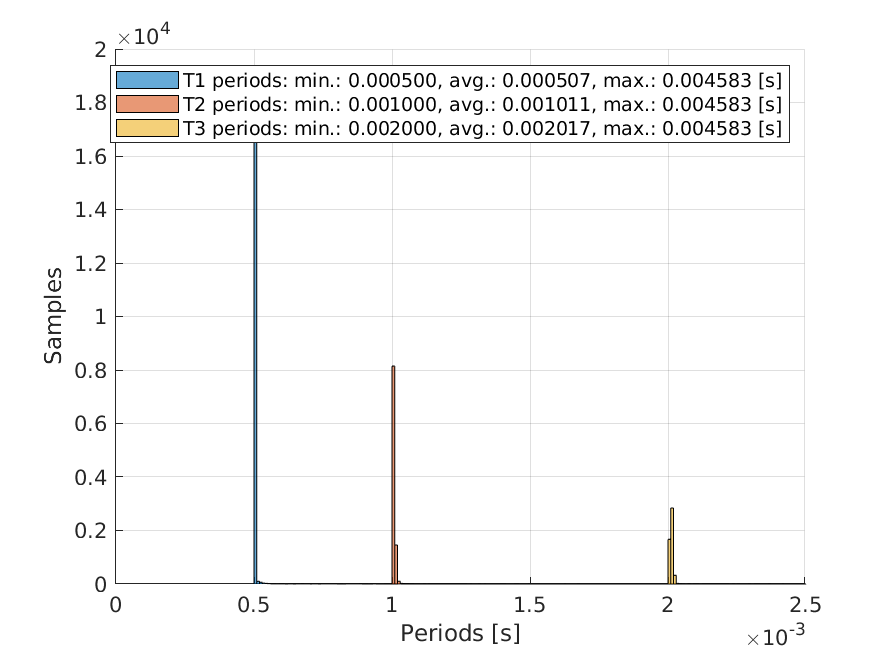 ×10⁴
T1 periods: min.: 0.000500, avg.: 0.000507, max.: 0.004583 [s]
T2 periods: min.: 0.001000, avg.: 0.001011, max.: 0.004583 [s]
T3 periods: min.: 0.002000, avg.: 0.002017, max.: 0.004583 [s]
2
1.8
1.6
1.4
1.2
1
0.8
0.6
0.4
0.2
0
Samples
0 0.5 1 1.5 2 2.5
Periods [s]
×10⁻³